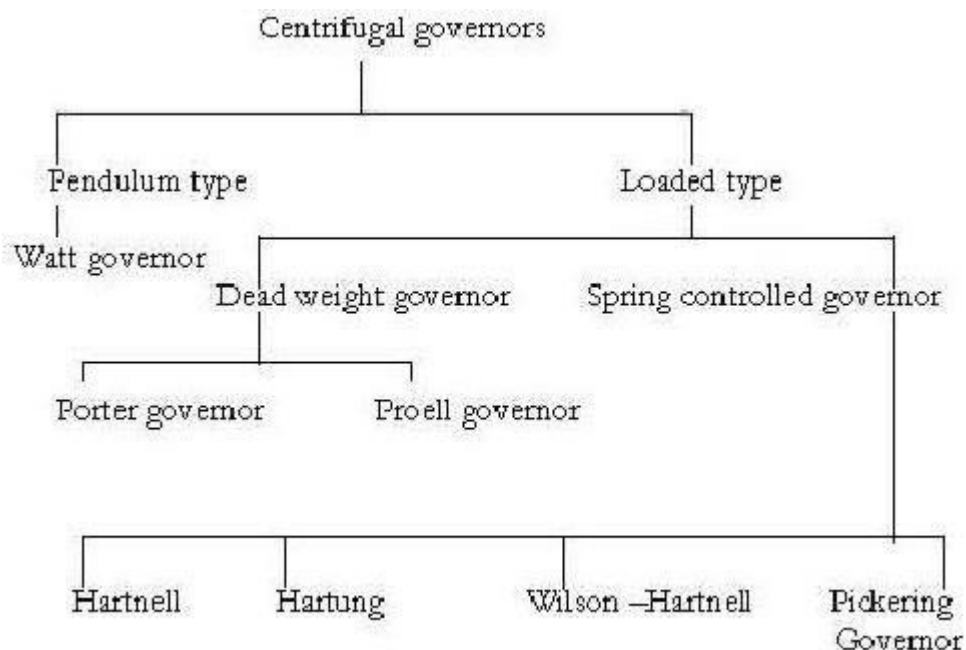 Centrifugal governors
Pendulum type
Loaded type
Watt governor
Dead weight governor
Spring controlled governor
Porter governor
Proell governor
Hartnell
Hartung
Wilson –Hartnell
Pickering
Governor